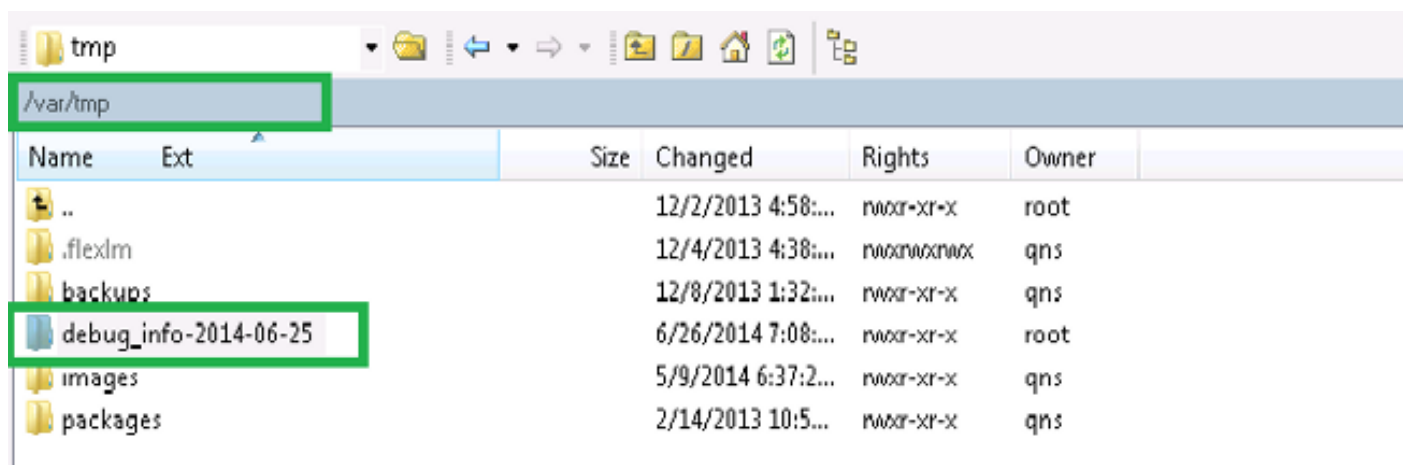 tmp
/var/tmp
Name Ext Size Changed Rights Owner
.. 12/2/2013 4:58:... rwxr-xr-x root
.flexlm 12/4/2013 4:38:... rwxrwxrwx qns
backups 12/8/2013 1:32:... rwxr-xr-x qns
debug_info-2014-06-25 6/26/2014 7:08:... rwxr-xr-x root
images 5/9/2014 6:37:2... rwxr-xr-x qns
packages 2/14/2013 10:5... rwxr-xr-x qns